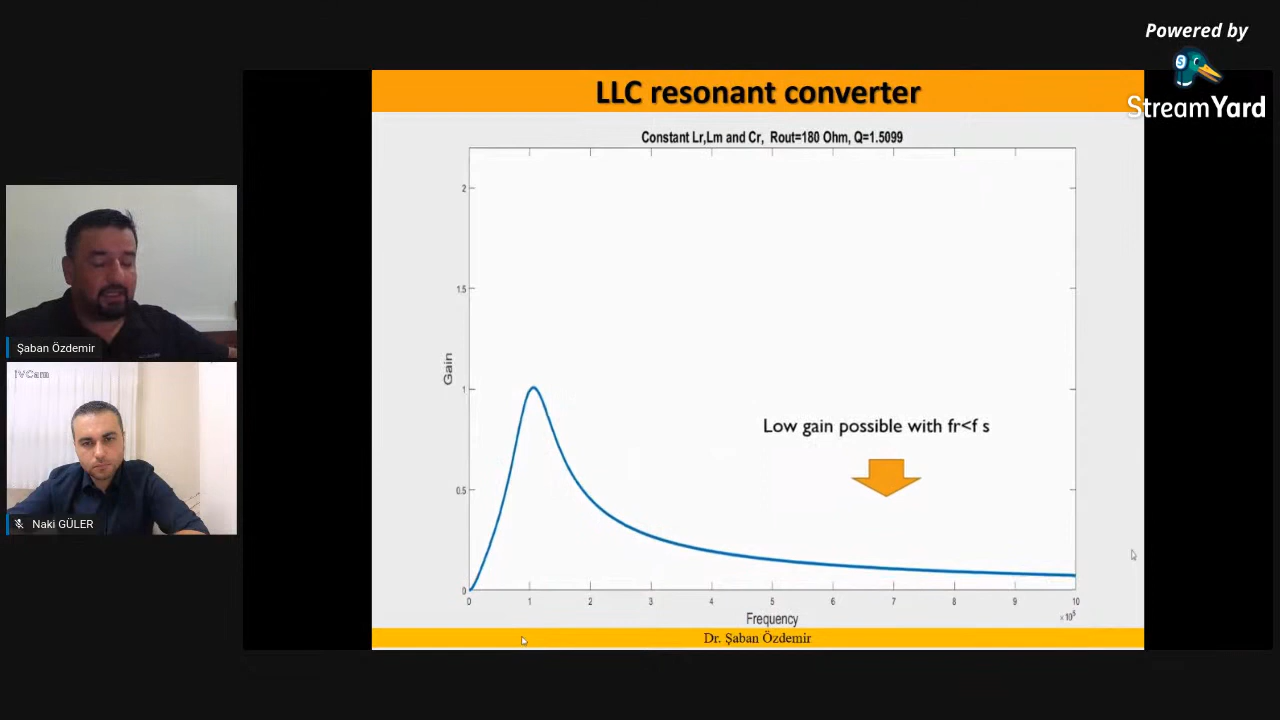 Powered by
S
StreamYard
LLC resonant converter
Constant Lr,Lm and Cr, Rout=180 Ohm, Q=1.5099
2
1.5
1
0.5
0
Gain
0 1 2 3 4 5 6 7 8 9 10
×10⁵
Frequency
Low gain possible with fr<f s
Dr. Şaban Özdemir
Şaban Özdemir
iVCam
Naki GÜLER